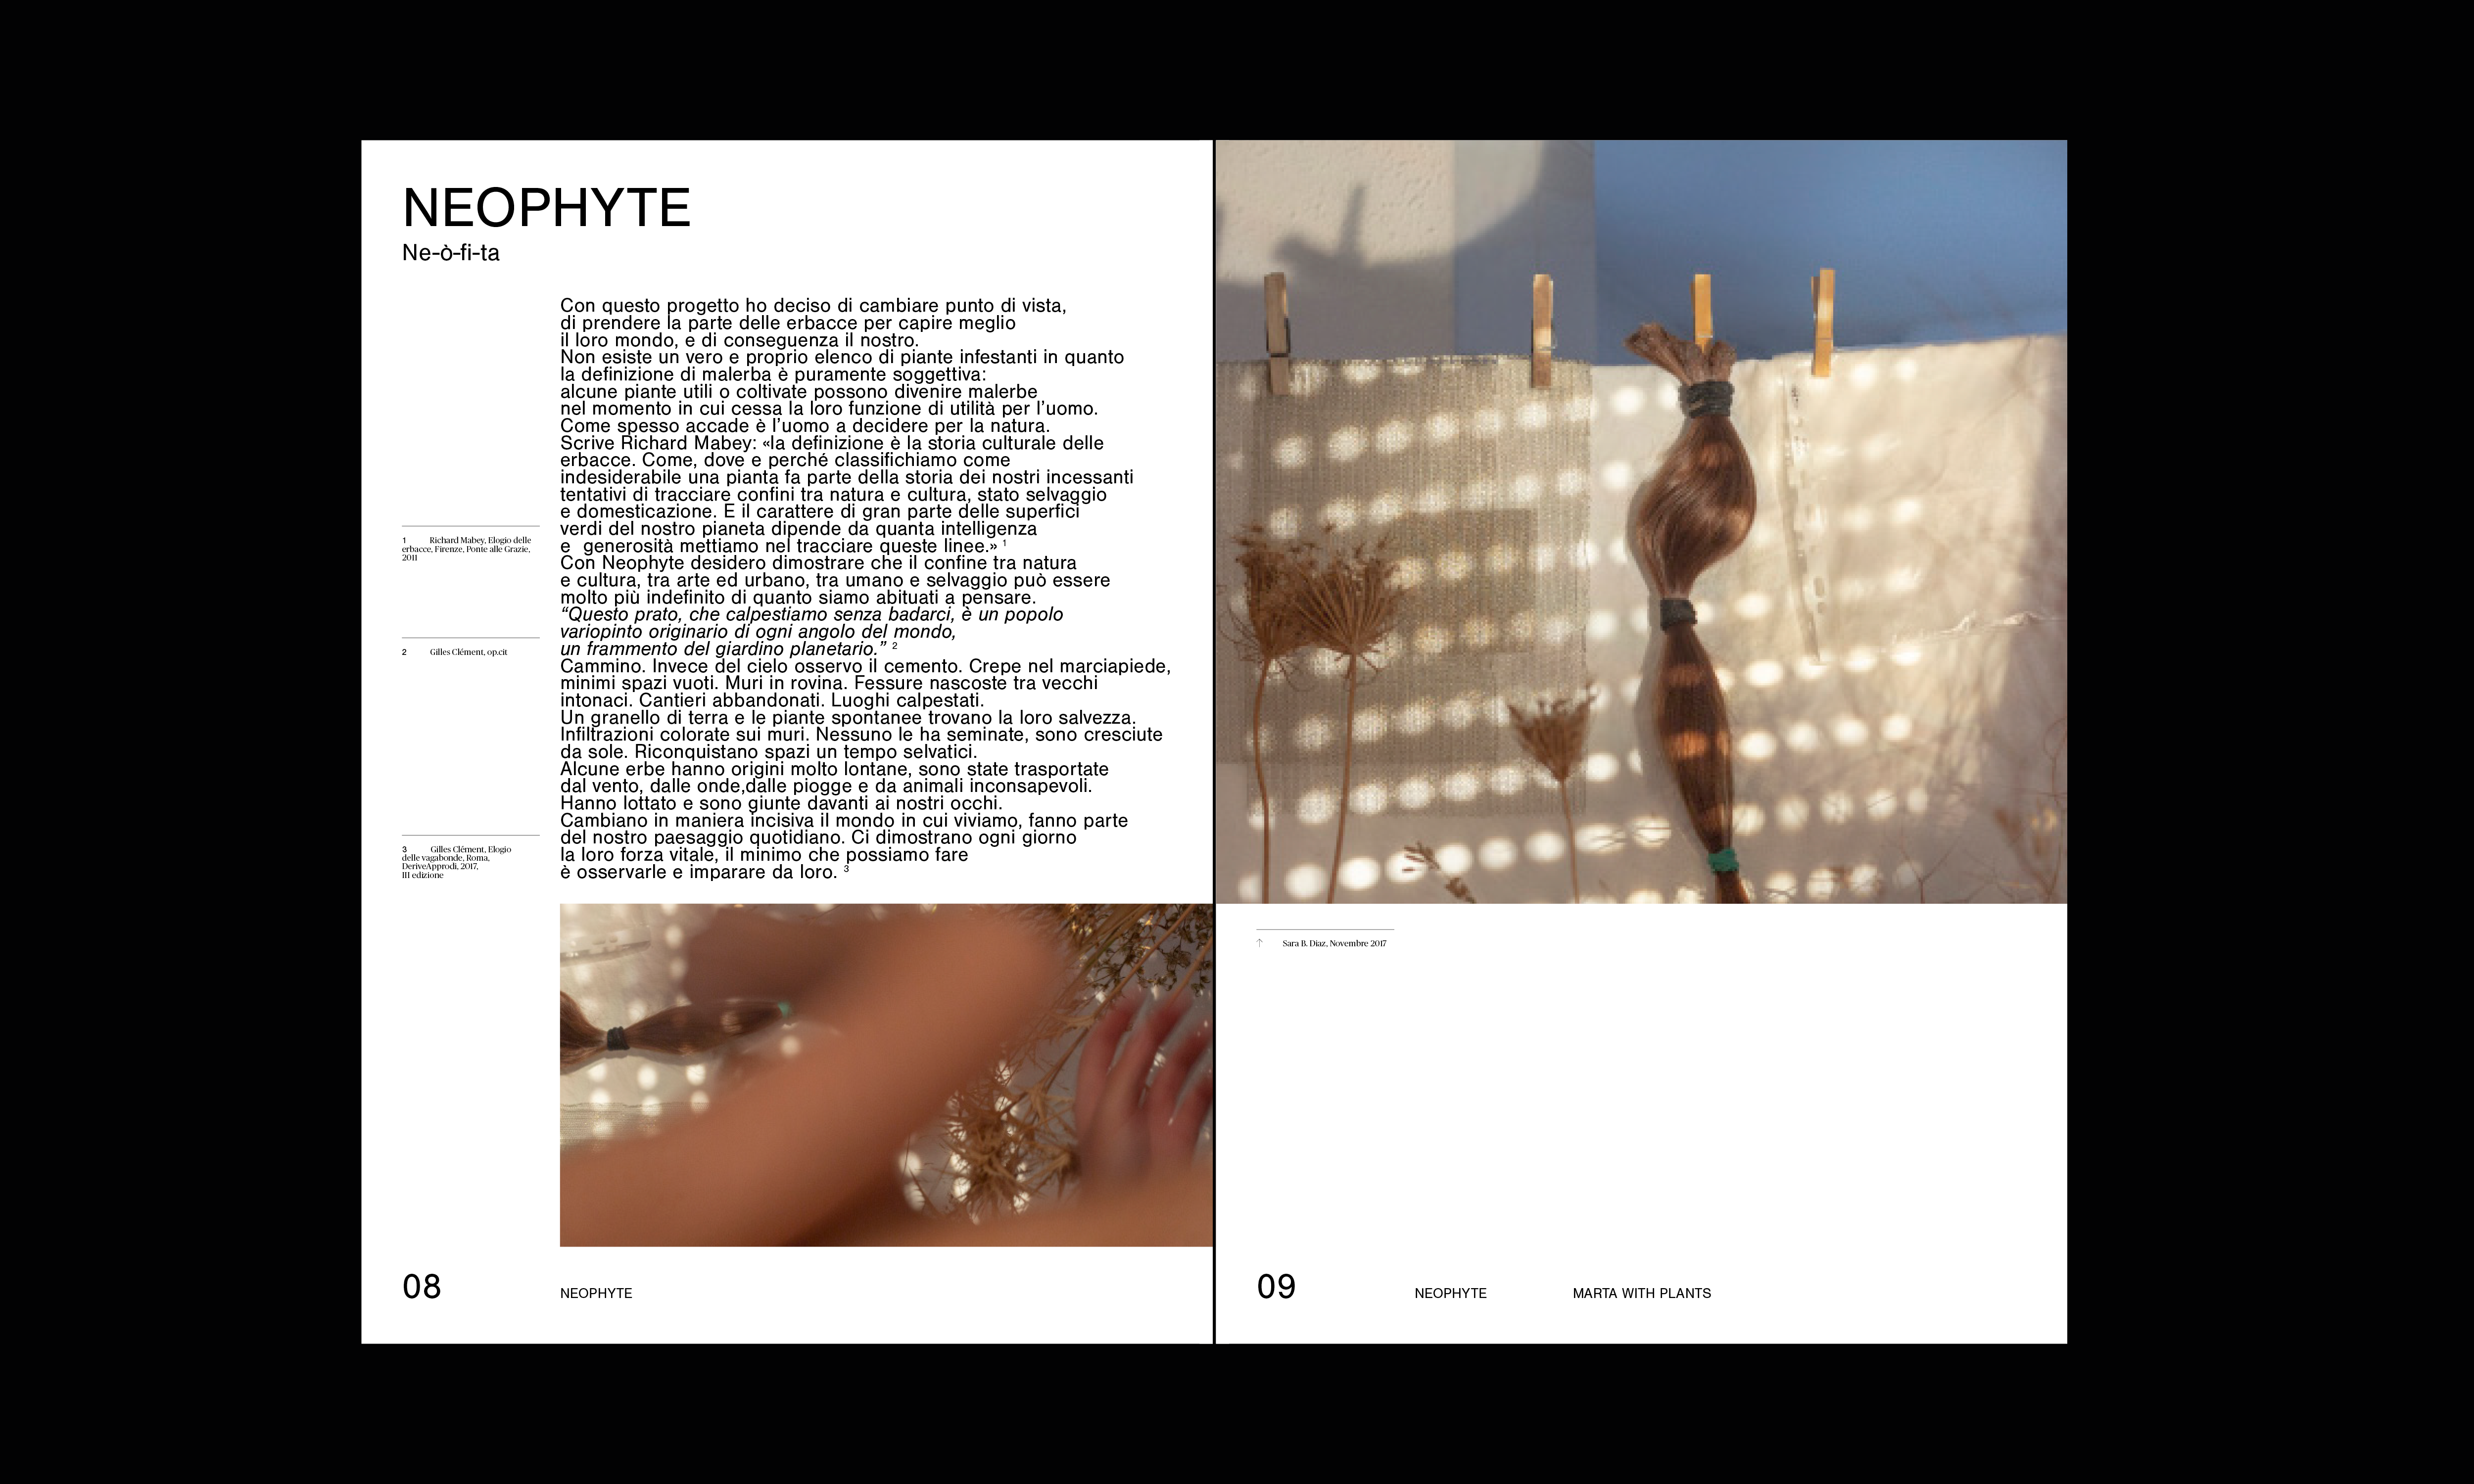 NEOPHYTE
Ne-ò-fi-ta
Con questo progetto ho deciso di cambiare punto di vista,
di prendere la parte delle erbacce per capire meglio
il loro mondo, e di conseguenza il nostro.
Non esiste un vero e proprio elenco di piante infestanti in quanto
la definizione di malerba è puramente soggettiva:
alcune piante utili o coltivate possono divenire malerbe
nel momento in cui cessa la loro funzione di utilità per l’uomo.
Come spesso accade è l’uomo a decidere per la natura.
Scrive Richard Mabey: «la definizione è la storia culturale delle
erbacce. Come, dove e perché classifichiamo come
indesiderabile una pianta fa parte della storia dei nostri incessanti
tentativi di tracciare confini tra natura e cultura, stato selvaggio
e domesticazione. E il carattere di gran parte delle superfici
verdi del nostro pianeta dipende da quanta intelligenza
e  generosità mettiamo nel tracciare queste linee.» 1
Con Neophyte desidero dimostrare che il confine tra natura
e cultura, tra arte ed urbano, tra umano e selvaggio può essere
molto più indefinito di quanto siamo abituati a pensare.
“Questo prato, che calpestiamo senza badarci, è un popolo
variopinto originario di ogni angolo del mondo,
un frammento del giardino planetario.” 2
Cammino. Invece del cielo osservo il cemento. Crepe nel marciapiede,
minimi spazi vuoti. Muri in rovina. Fessure nascoste tra vecchi
intonaci. Cantieri abbandonati. Luoghi calpestati.
Un granello di terra e le piante spontanee trovano la loro salvezza.
Infiltrazioni colorate sui muri. Nessuno le ha seminate, sono cresciute
da sole. Riconquistano spazi un tempo selvatici.
Alcune erbe hanno origini molto lontane, sono state trasportate
dal vento, dalle onde,dalle piogge e da animali inconsapevoli.
Hanno lottato e sono giunte davanti ai nostri occhi.
Cambiano in maniera incisiva il mondo in cui viviamo, fanno parte
del nostro paesaggio quotidiano. Ci dimostrano ogni giorno
la loro forza vitale, il minimo che possiamo fare
è osservarle e imparare da loro. 3
1 Richard Mabey, Elogio delle
erbacce, Firenze, Ponte alle Grazie,
2011
2 Gilles Clément, op.cit
3 Gilles Clément, Elogio
delle vagabonde, Roma,
DeriveApprodi, 2017,
III edizione
08 NEOPHYTE
↑ Sara B. Diaz, Novembre 2017
09 NEOPHYTE MARTA WITH PLANTS